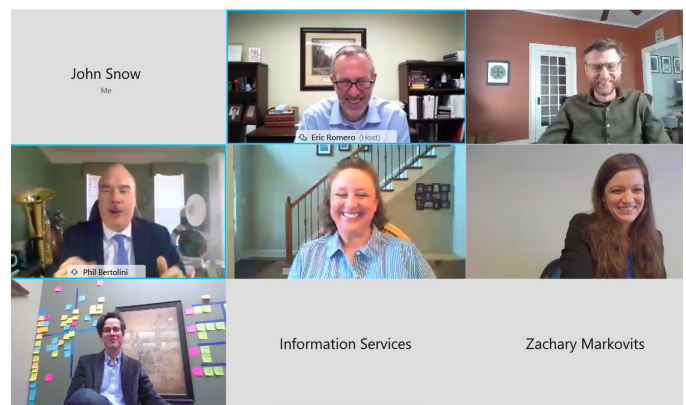 John Snow
Me
Eric Romero (Host)
Phil Bertolini
Information Services
Zachary Markovits